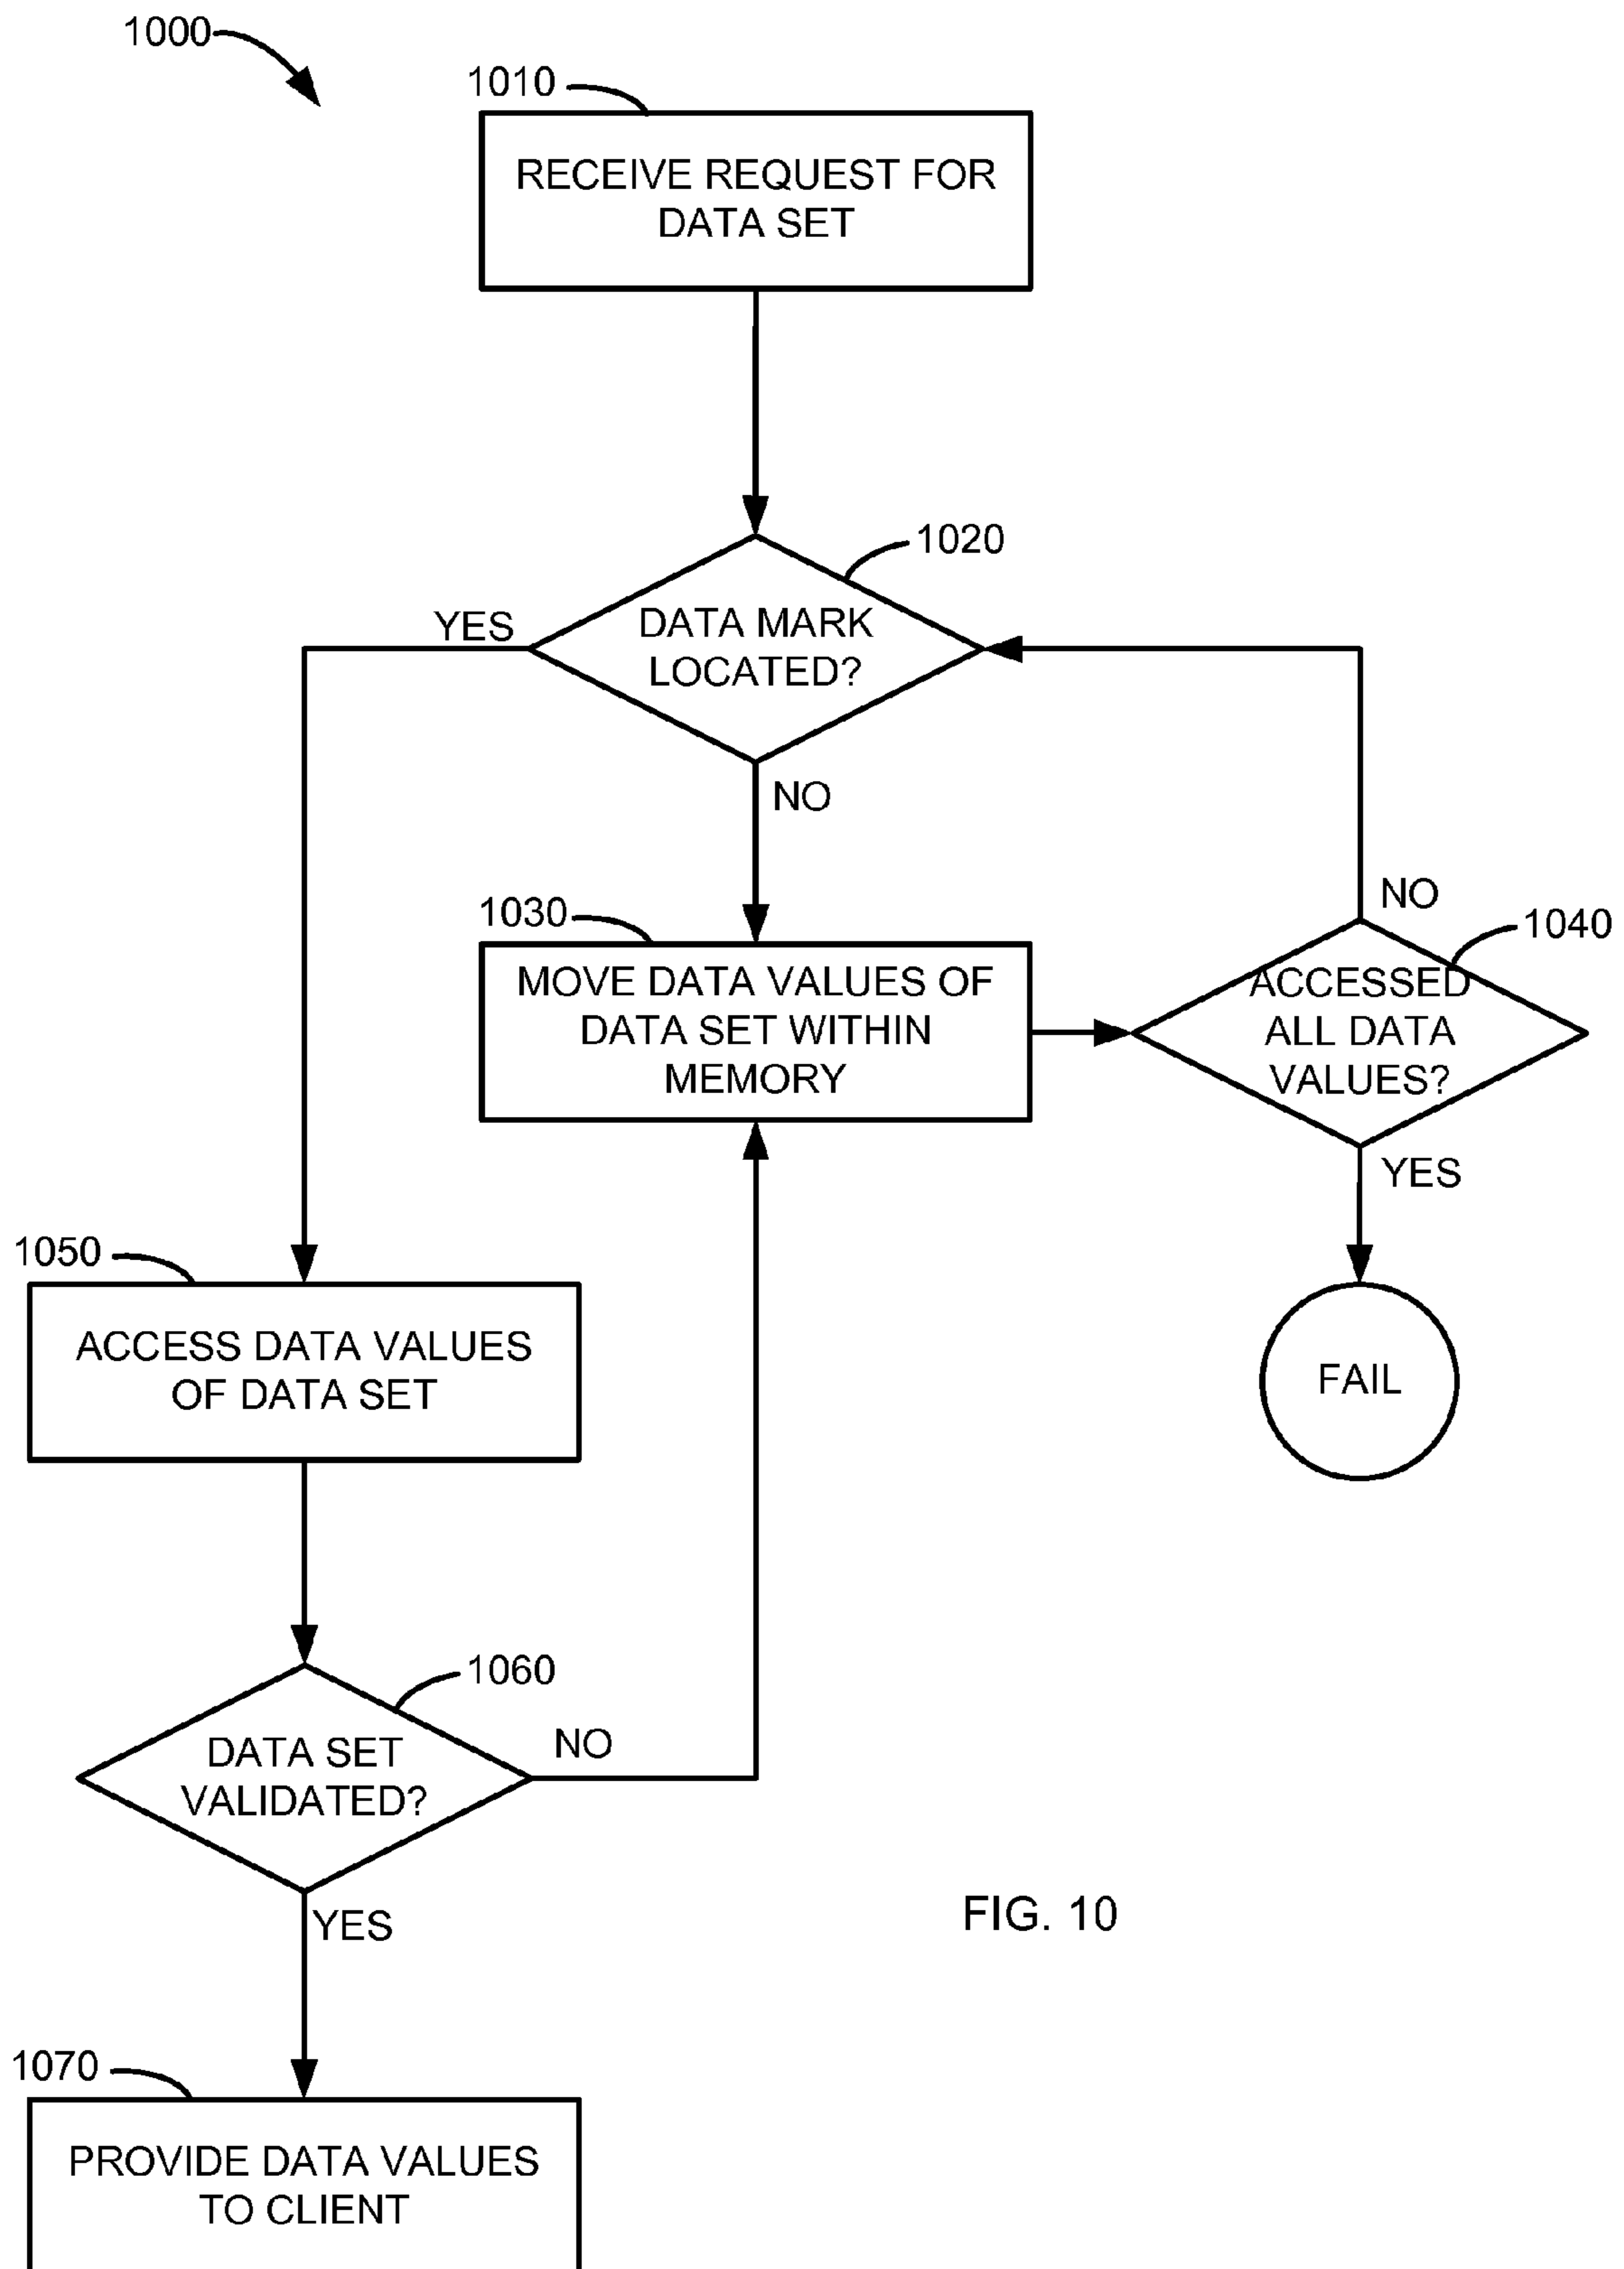 1000
1010
RECEIVE REQUEST FOR
DATA SET
1020
YES
DATA MARK
LOCATED?
NO
NO
1030
1040
MOVE DATA VALUES OF
DATA SET WITHIN
MEMORY
ACCESSED
ALL DATA
VALUES?
YES
1050
ACCESS DATA VALUES
OF DATA SET
FAIL
1060
DATA SET
VALIDATED?
NO
YES
FIG. 10
1070
PROVIDE DATA VALUES
TO CLIENT